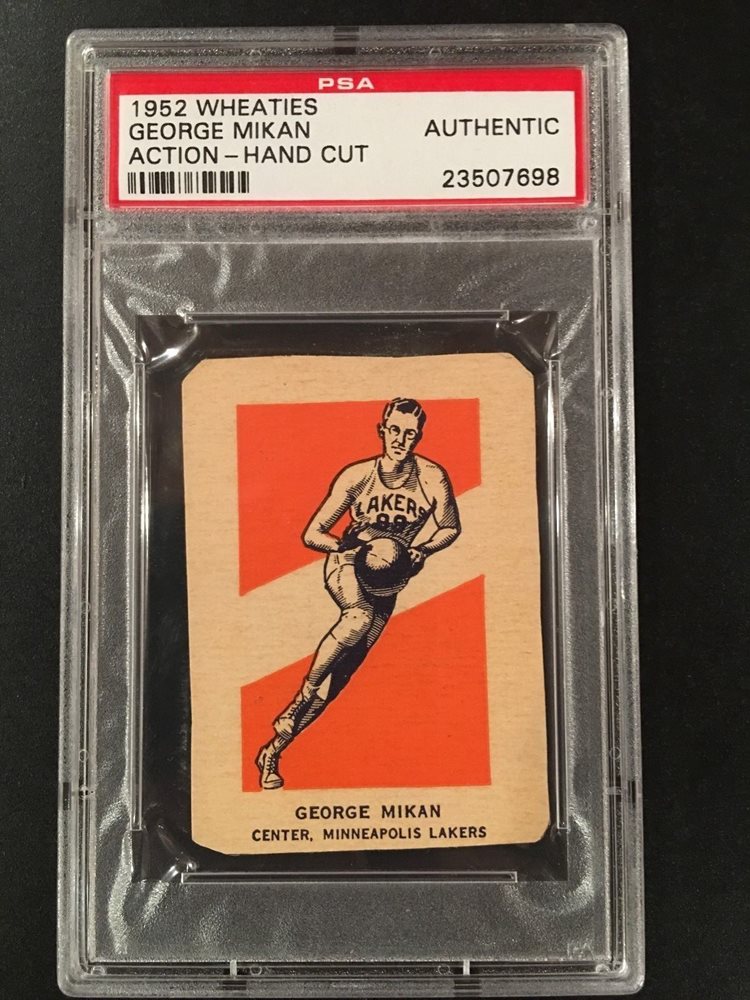 PSA
1952 WHEATIES
GEORGE MIKAN AUTHENTIC
ACTION – HAND CUT
23507698
LAKERS
99
GEORGE MIKAN
CENTER, MINNEAPOLIS LAKERS